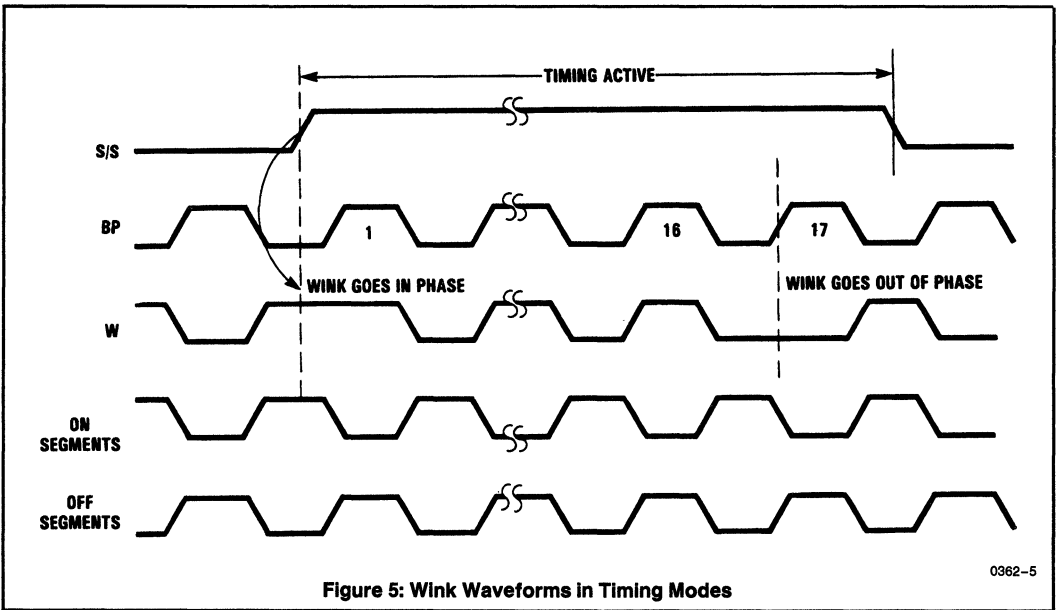 TIMING ACTIVE
S/S
BP
1
16
17
WINK GOES IN PHASE
WINK GOES OUT OF PHASE
W
ON
SEGMENTS
OFF
SEGMENTS
0362-5
Figure 5: Wink Waveforms in Timing Modes